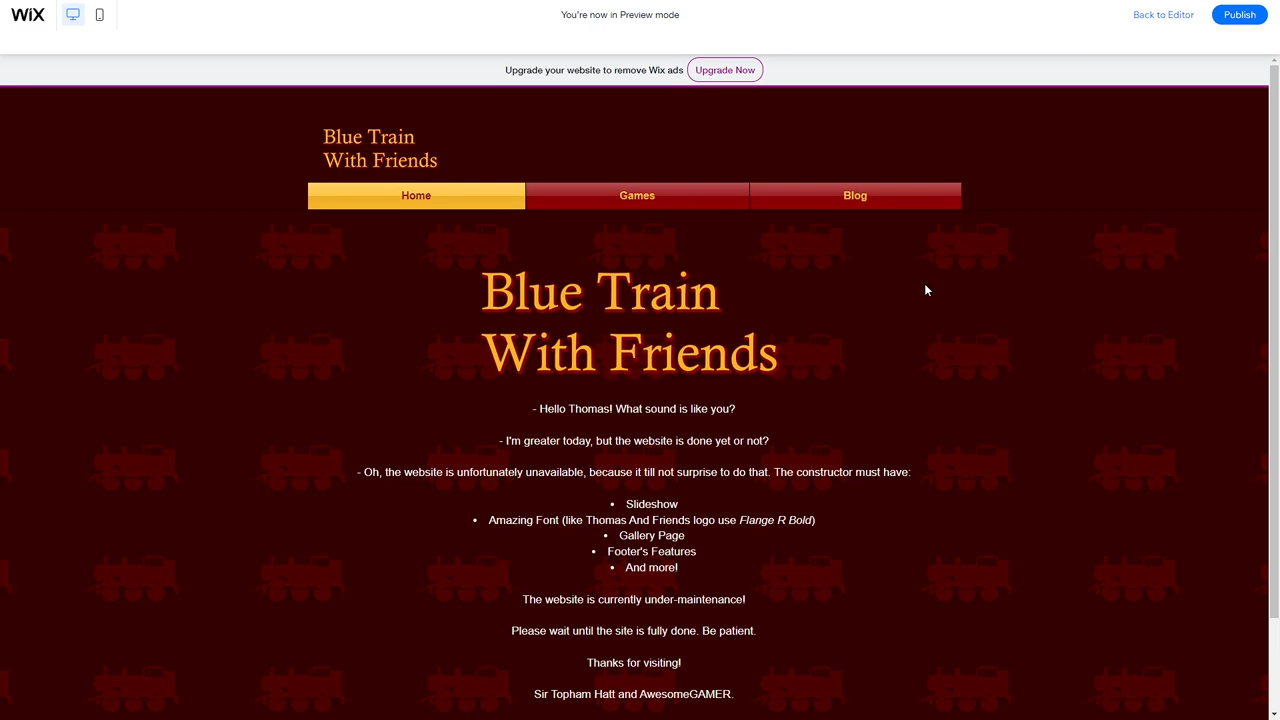 WiX
You're now in Preview mode
Back to Editor
Publish
Upgrade your website to remove Wix ads
Upgrade Now
Blue Train
With Friends
Home
Games
Blog
Blue Train
With Friends
- Hello Thomas! What sound is like you?
- I'm greater today, but the website is done yet or not?
- Oh, the website is unfortunately unavailable, because it till not surprise to do that. The constructor must have:
• Slideshow
• Amazing Font (like Thomas And Friends logo use Flange R Bold)
• Gallery Page
• Footer's Features
• And more!
The website is currently under-maintenance!
Please wait until the site is fully done. Be patient.
Thanks for visiting!
Sir Topham Hatt and AwesomeGAMER.